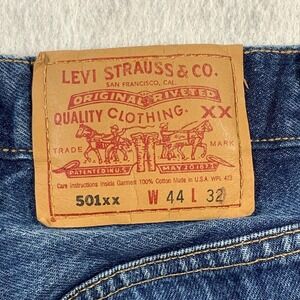 LEVI STRAUSS & CO.
SAN FRANCISCO, CAL.
ORIGINAL RIVETED
QUALITY CLOTHING. XX
TRADE MARK
PATENTED IN U.S. MAY 20 1873
Care Instructions Inside Garment 100% Cotton Made in U.S.A. WPL 423
501XX W 44 L 32